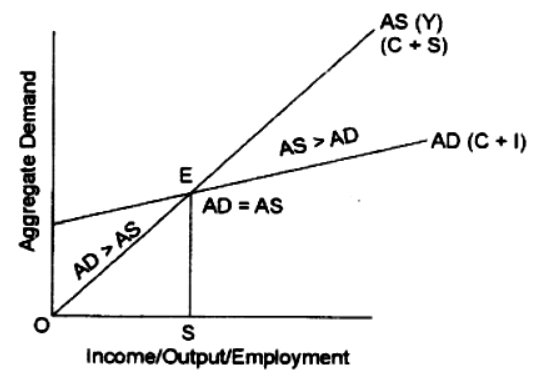 AS (Y)
(C + S)
AS > AD
AD (C + I)
E
AD = AS
AD > AS
Aggregate Demand
O
S
Income/Output/Employment